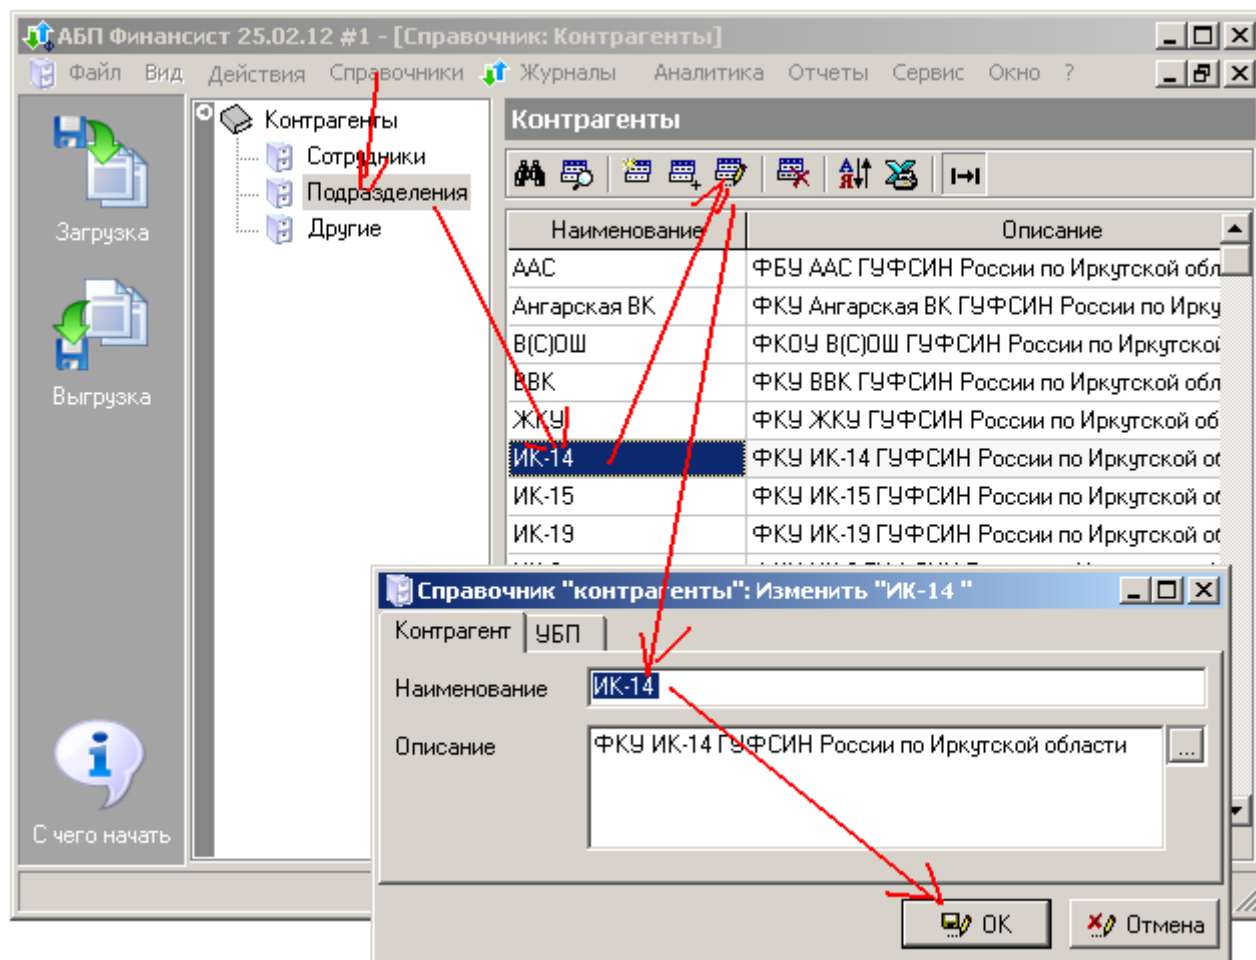 АБП Финансист 25.02.12 #1 - [Справочник: Контрагенты]
Файл Вид Действия Справочники Журналы Аналитика Отчеты Сервис Окно ?
Загрузка
Выгрузка
С чего начать
Контрагенты
Сотрудники
Подразделения
Другие
Контрагенты
Наименование Описание
ААС ФБУ ААС ГУФСИН России по Иркутской обл
Ангарская ВК ФКУ Ангарская ВК ГУФСИН России по Ирку
В(С)ОШ ФКОУ В(С)ОШ ГУФСИН России по Иркутской
ВВК ФКУ ВВК ГУФСИН России по Иркутской обл
ЖКУ ФКУ ЖКУ ГУФСИН России по Иркутской об
ИК-14 ФКУ ИК-14 ГУФСИН России по Иркутской об
ИК-15 ФКУ ИК-15 ГУФСИН России по Иркутской об
ИК-19 ФКУ ИК-19 ГУФСИН России по Иркутской об
Справочник "контрагенты": Изменить "ИК-14 "
Контрагент УБП
Наименование ИК-14
Описание ФКУ ИК-14 ГУФСИН России по Иркутской области
...
OK Отмена